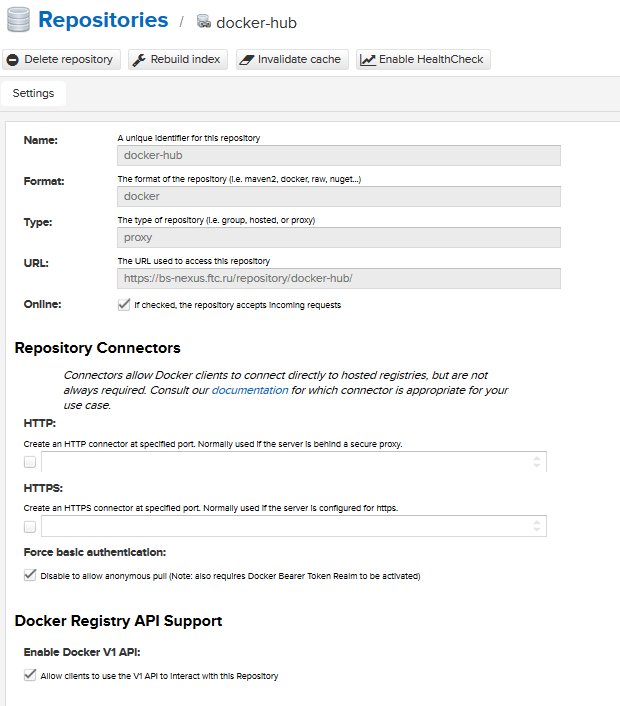 Repositories / docker-hub
Delete repository Rebuild index Invalidate cache Enable HealthCheck
Settings
Name: A unique identifier for this repository
docker-hub
Format: The format of the repository (i.e. maven2, docker, raw, nuget...)
docker
Type: The type of repository (i.e. group, hosted, or proxy)
proxy
URL: The URL used to access this repository
https://bs-nexus.ftc.ru/repository/docker-hub/
Online: If checked, the repository accepts incoming requests
Repository Connectors
Connectors allow Docker clients to connect directly to hosted registries, but are not
always required. Consult our documentation for which connector is appropriate for your
use case.
HTTP:
Create an HTTP connector at specified port. Normally used if the server is behind a secure proxy.
HTTPS:
Create an HTTPS connector at specified port. Normally used if the server is configured for https.
Force basic authentication:
Disable to allow anonymous pull (Note: also requires Docker Bearer Token Realm to be activated)
Docker Registry API Support
Enable Docker V1 API:
Allow clients to use the V1 API to interact with this Repository